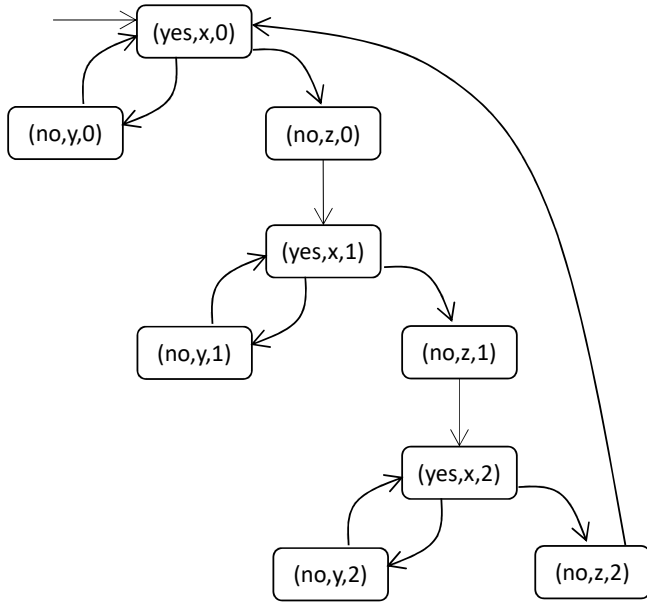 (yes,x,0)
(no,y,0)
(no,z,0)
(yes,x,1)
(no,y,1)
(no,z,1)
(yes,x,2)
(no,y,2)
(no,z,2)